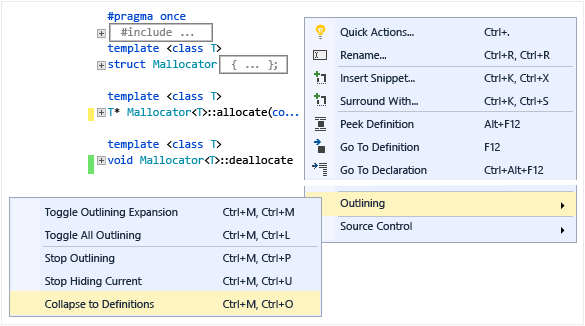 #pragma once
#include ...
template <class T>
struct Mallocator { ... };
template <class T>
T* Mallocator<T>::allocate(co...
template <class T>
void Mallocator<T>::deallocate
Quick Actions... Ctrl+.
Rename... Ctrl+R, Ctrl+R
Insert Snippet... Ctrl+K, Ctrl+X
Surround With... Ctrl+K, Ctrl+S
Peek Definition Alt+F12
Go To Definition F12
Go To Declaration Ctrl+Alt+F12
Outlining
Source Control
Toggle Outlining Expansion Ctrl+M, Ctrl+M
Toggle All Outlining Ctrl+M, Ctrl+L
Stop Outlining Ctrl+M, Ctrl+P
Stop Hiding Current Ctrl+M, Ctrl+U
Collapse to Definitions Ctrl+M, Ctrl+O